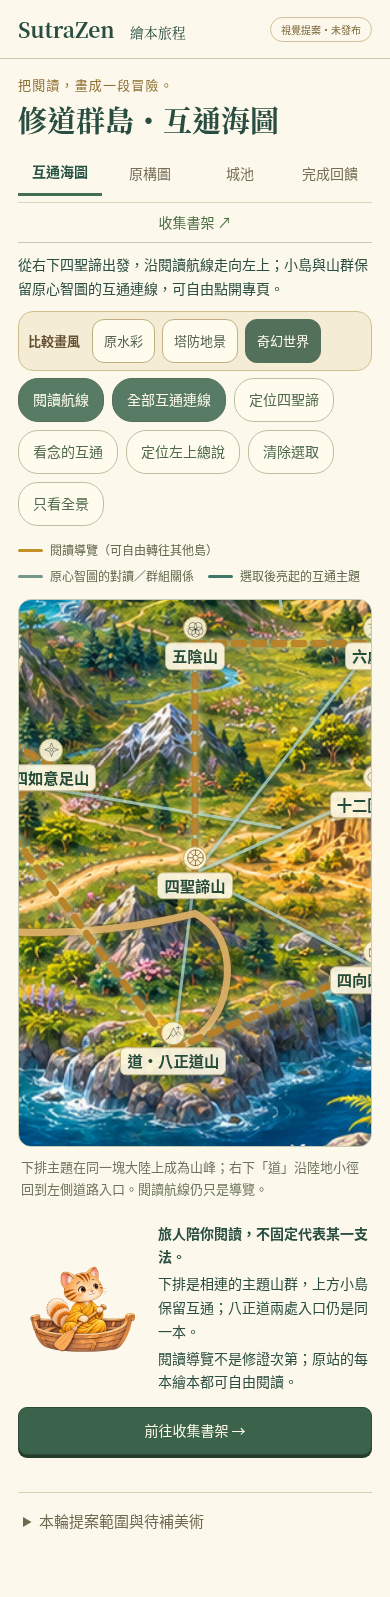 SutraZen 繪本旅程
視覺提案・未發布
把閱讀，畫成一段冒險。
修道群島・互通海圖
互通海圖 原構圖 城池 完成回饋
收集書架 ↗
從右下四聖諦出發，沿閱讀航線走向左上；小島與山群保
留原心智圖的互通連線，可自由點開專頁。
比較畫風 原水彩 塔防地景 奇幻世界
閱讀航線 全部互通連線 定位四聖諦
看念的互通 定位左上總說 清除選取
只看全景
閱讀導覽（可自由轉往其他島）
原心智圖的對讀／群組關係 選取後亮起的互通主題
五陰山
六
四如意足山
十二
四聖諦山
四向
道・八正道山
下排主題在同一塊大陸上成為山峰；右下「道」沿陸地小徑
回到左側道路入口。閱讀航線仍只是導覽。
旅人陪你閱讀，不固定代表某一支
法。
下排是相連的主題山群，上方小島
保留互通；八正道兩處入口仍是同
一本。
閱讀導覽不是修證次第；原站的每
本繪本都可自由閱讀。
前往收集書架 →
▶ 本輪提案範圍與待補美術